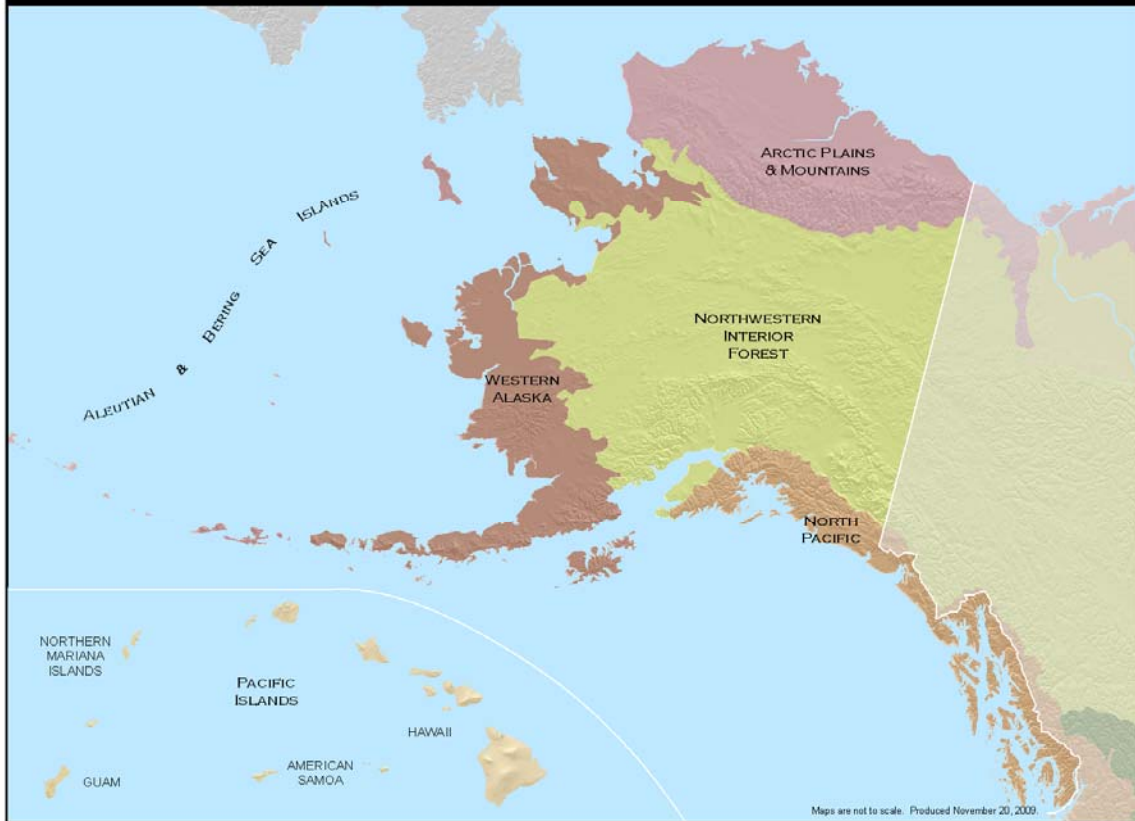 ARCTIC PLAINS
& MOUNTAINS
ALEUTIAN & BERING SEA ISLANDS
NORTHWESTERN
INTERIOR
FOREST
WESTERN
ALASKA
NORTH
PACIFIC
NORTHERN
MARIANA
ISLANDS
PACIFIC
ISLANDS
HAWAII
GUAM
AMERICAN
SAMOA
Maps are not to scale. Produced November 20, 2009.